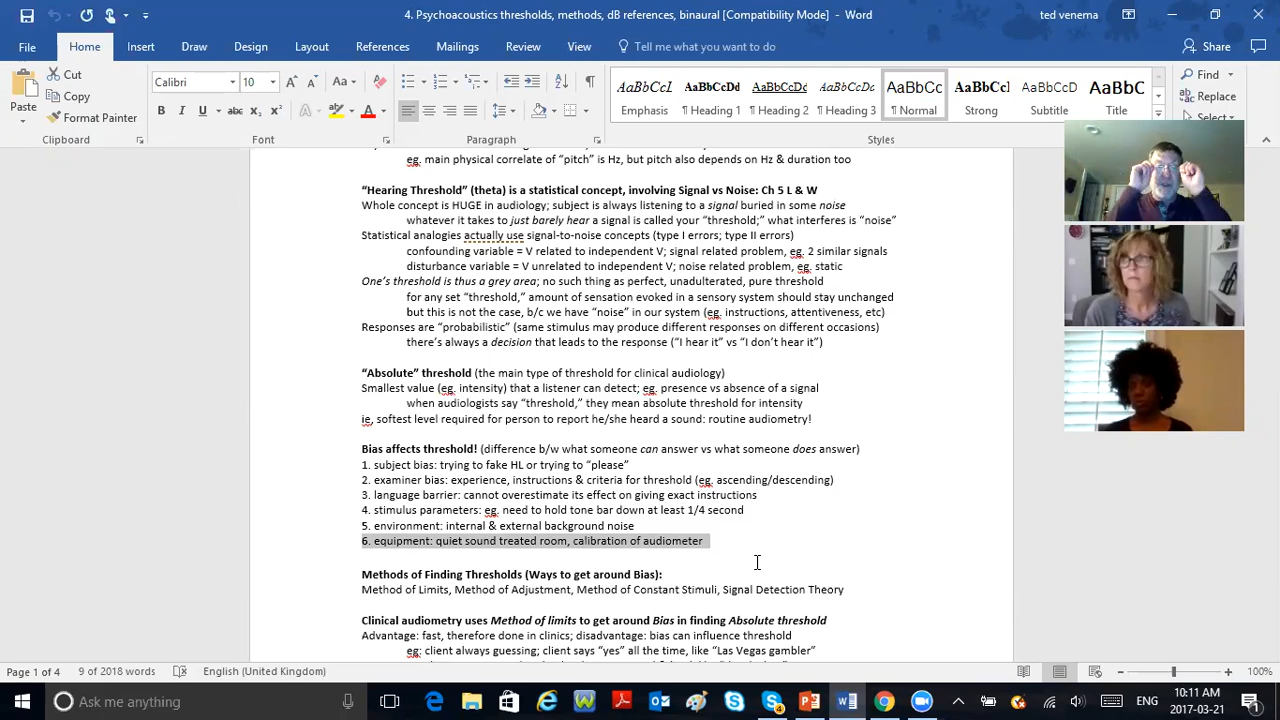 4. Psychoacoustics thresholds, methods, dB references, binaural [Compatibility Mode] - Word
ted venema
File Home Insert Draw Design Layout References Mailings Review View Tell me what you want to do Share
Paste Cut Copy Format Painter
Calibri 10 Aa
B I U abc X₂ X² A A
AaBbCcL AaBbCcDd AaBbCcDd AaBbCcDd AaBbCc AaBbCc AaBbCcDd AaBbCc
Emphasis ¶ Heading 1 ¶ Heading 2 ¶ Heading 3 ¶ Normal Strong Subtitle Title
Find Replace Select
Clipboard Font Paragraph Styles
eg. main physical correlate of "pitch" is Hz, but pitch also depends on Hz & duration too
"Hearing Threshold" (theta) is a statistical concept, involving Signal vs Noise: Ch 5 L & W
Whole concept is HUGE in audiology; subject is always listening to a signal buried in some noise
whatever it takes to just barely hear a signal is called your "threshold;" what interferes is "noise"
Statistical analogies actually use signal-to-noise concepts (type I errors; type II errors)
confounding variable = V related to independent V; signal related problem, eg. 2 similar signals
disturbance variable = V unrelated to independent V; noise related problem, eg. static
One's threshold is thus a grey area; no such thing as perfect, unadulterated, pure threshold
for any set "threshold," amount of sensation evoked in a sensory system should stay unchanged
but this is not the case, b/c we have "noise" in our system (eg. instructions, attentiveness, etc)
Responses are "probabilistic" (same stimulus may produce different responses on different occasions)
there's always a decision that leads to the response ("I hear it" vs "I don't hear it")
"Absolute" threshold (the main type of threshold for clinical audiology)
Smallest value (eg. intensity) that a listener can detect; eg. presence vs absence of a signal
when audiologists say "threshold," they mean absolute threshold for intensity
ie, softest level required for person to report he/she heard a sound: routine audiometry!
Bias affects threshold! (difference b/w what someone can answer vs what someone does answer)
1. subject bias: trying to fake HL or trying to "please"
2. examiner bias: experience, instructions & criteria for threshold (eg. ascending/descending)
3. language barrier: cannot overestimate its effect on giving exact instructions
4. stimulus parameters: eg. need to hold tone bar down at least 1/4 second
5. environment: internal & external background noise
6. equipment: quiet sound treated room, calibration of audiometer
Methods of Finding Thresholds (Ways to get around Bias):
Method of Limits, Method of Adjustment, Method of Constant Stimuli, Signal Detection Theory
Clinical audiometry uses Method of limits to get around Bias in finding Absolute threshold
Advantage: fast, therefore done in clinics; disadvantage: bias can influence threshold
eg: client always guessing; client says "yes" all the time, like "Las Vegas gambler"
Page 1 of 4 9 of 2018 words English (United Kingdom) 100%
Ask me anything
ENG
10:11 AM
2017-03-21